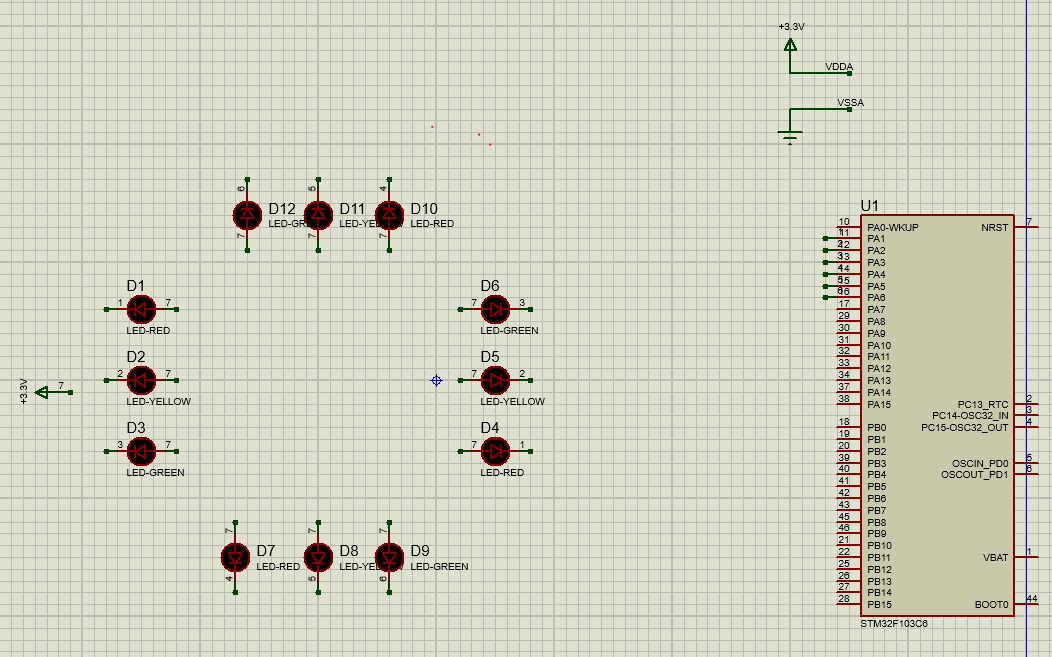 +3.3V
VDDA
VSSA
6 5 4
D12 D11 D10
LED-GR LED-YEL LED-RED
7 7 7
D1
1 7
LED-RED
D2
2 7
LED-YELLOW
D3
3 7
LED-GREEN
+3.3V
7
D6
7 3
LED-GREEN
D5
7 2
LED-YELLOW
D4
7 1
LED-RED
7 7 7
D7 D8 D9
LED-RED LED-YEL LED-GREEN
4 5 6
U1
10 PA0-WKUP NRST 7
11 PA1
PA2
PA3
PA4
PA5
PA6
17 PA7
29 PA8
30 PA9
31 PA10
32 PA11
33 PA12
34 PA13
37 PA14
38 PA15
PC13_RTC 2
PC14-OSC32_IN 3
PC15-OSC32_OUT 4
18 PB0
19 PB1
20 PB2
39 PB3 OSCIN_PD0 5
40 PB4 OSCOUT_PD1 6
41 PB5
42 PB6
43 PB7
45 PB8
46 PB9
21 PB10
22 PB11 VBAT 1
25 PB12
26 PB13
27 PB14
28 PB15 BOOT0 44
STM32F103C6